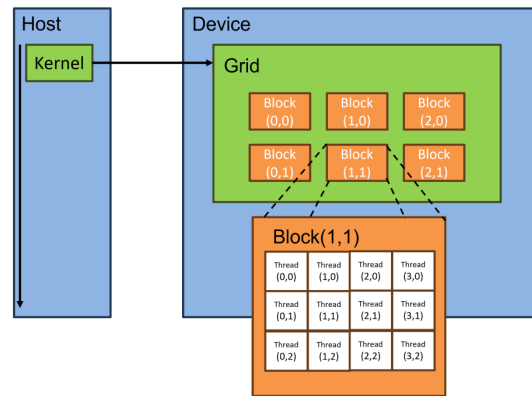 Host
Device
Kernel
Grid
Block
(0,0)
Block
(1,0)
Block
(2,0)
Block
(0,1)
Block
(1,1)
Block
(2,1)
Block(1,1)
Thread
(0,0)
Thread
(1,0)
Thread
(2,0)
Thread
(3,0)
Thread
(0,1)
Thread
(1,1)
Thread
(2,1)
Thread
(3,1)
Thread
(0,2)
Thread
(1,2)
Thread
(2,2)
Thread
(3,2)